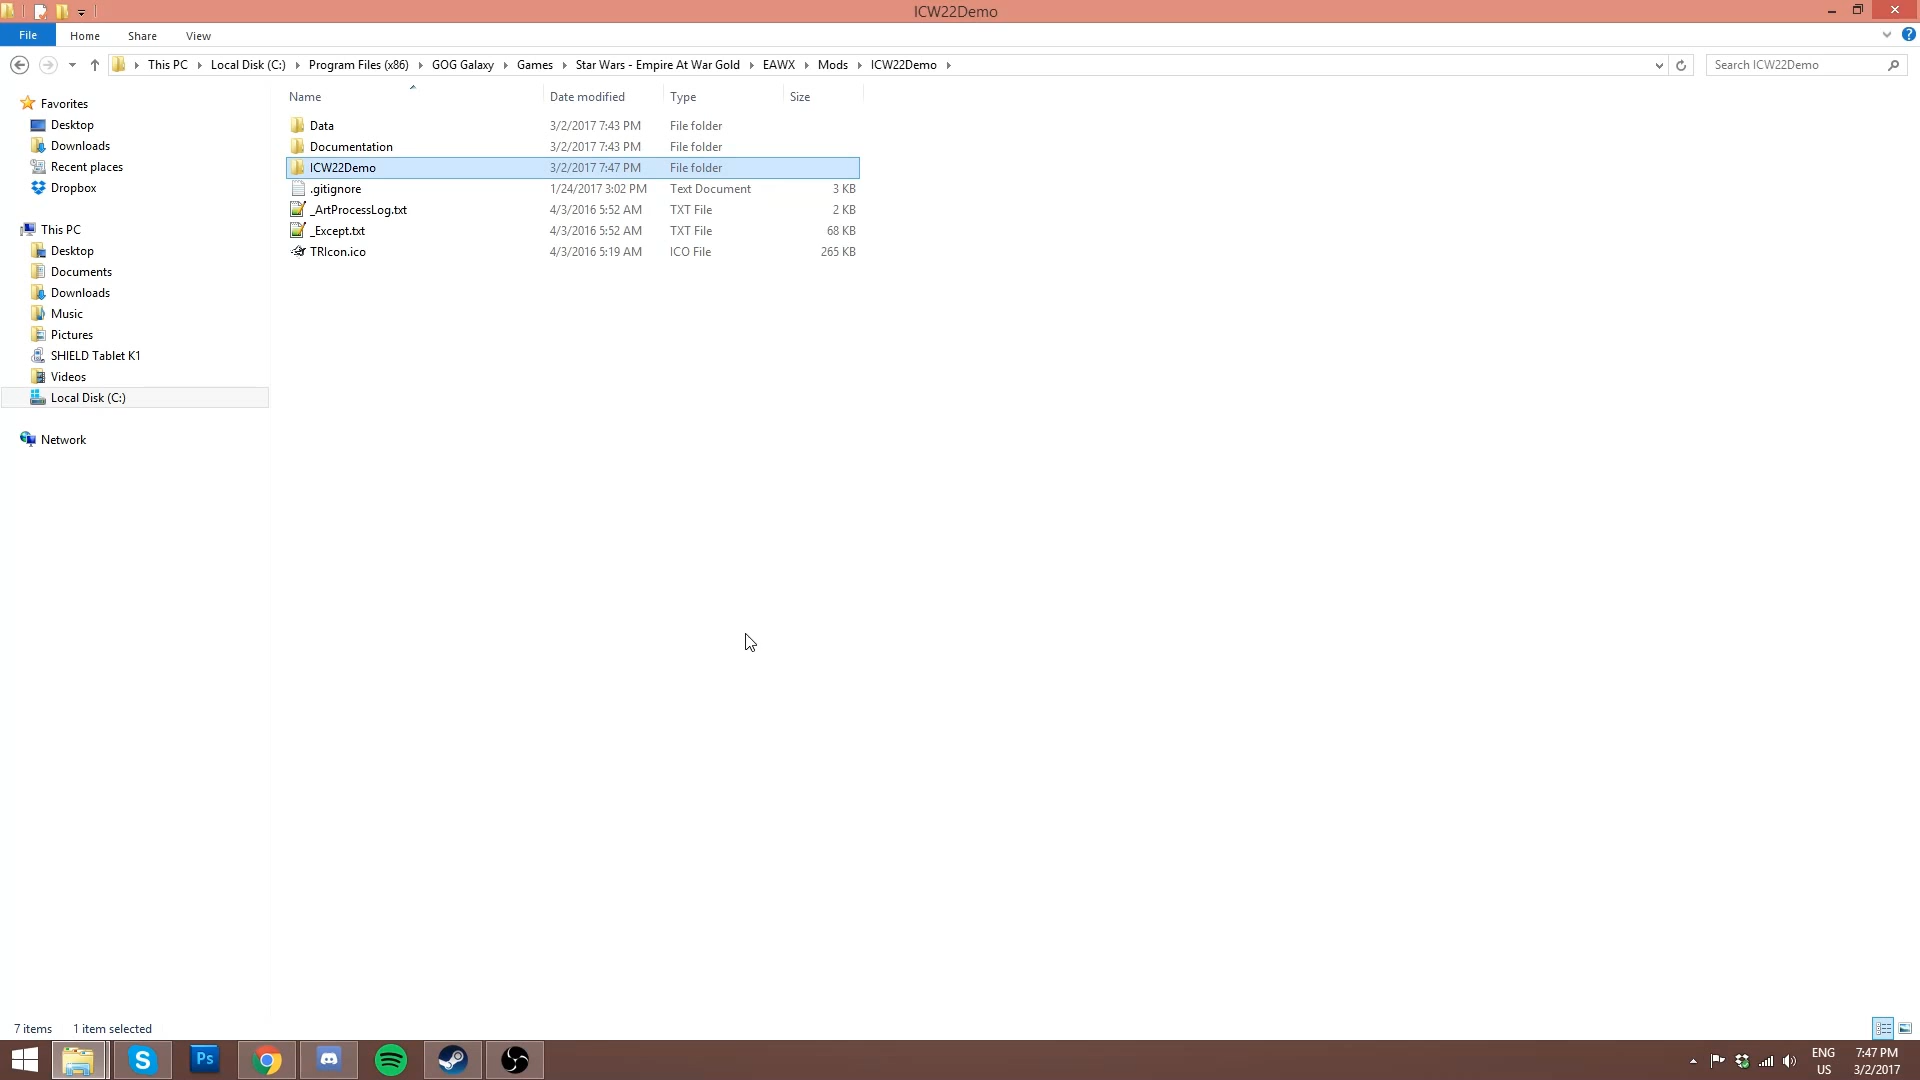 ICW22Demo
File Home Share View
This PC Local Disk (C:) Program Files (x86) GOG Galaxy Games Star Wars - Empire At War Gold EAWX Mods ICW22Demo Search ICW22Demo
Name Date modified Type Size
Favorites
Desktop
Downloads
Recent places
Dropbox
This PC
Desktop
Documents
Downloads
Music
Pictures
SHIELD Tablet K1
Videos
Local Disk (C:)
Network
Data 3/2/2017 7:43 PM File folder
Documentation 3/2/2017 7:43 PM File folder
ICW22Demo 3/2/2017 7:47 PM File folder
.gitignore 1/24/2017 3:02 PM Text Document 3 KB
_ArtProcessLog.txt 4/3/2016 5:52 AM TXT File 2 KB
_Except.txt 4/3/2016 5:52 AM TXT File 68 KB
TRIcon.ico 4/3/2016 5:19 AM ICO File 265 KB
7 items 1 item selected
Ps
ENG 7:47 PM
US 3/2/2017